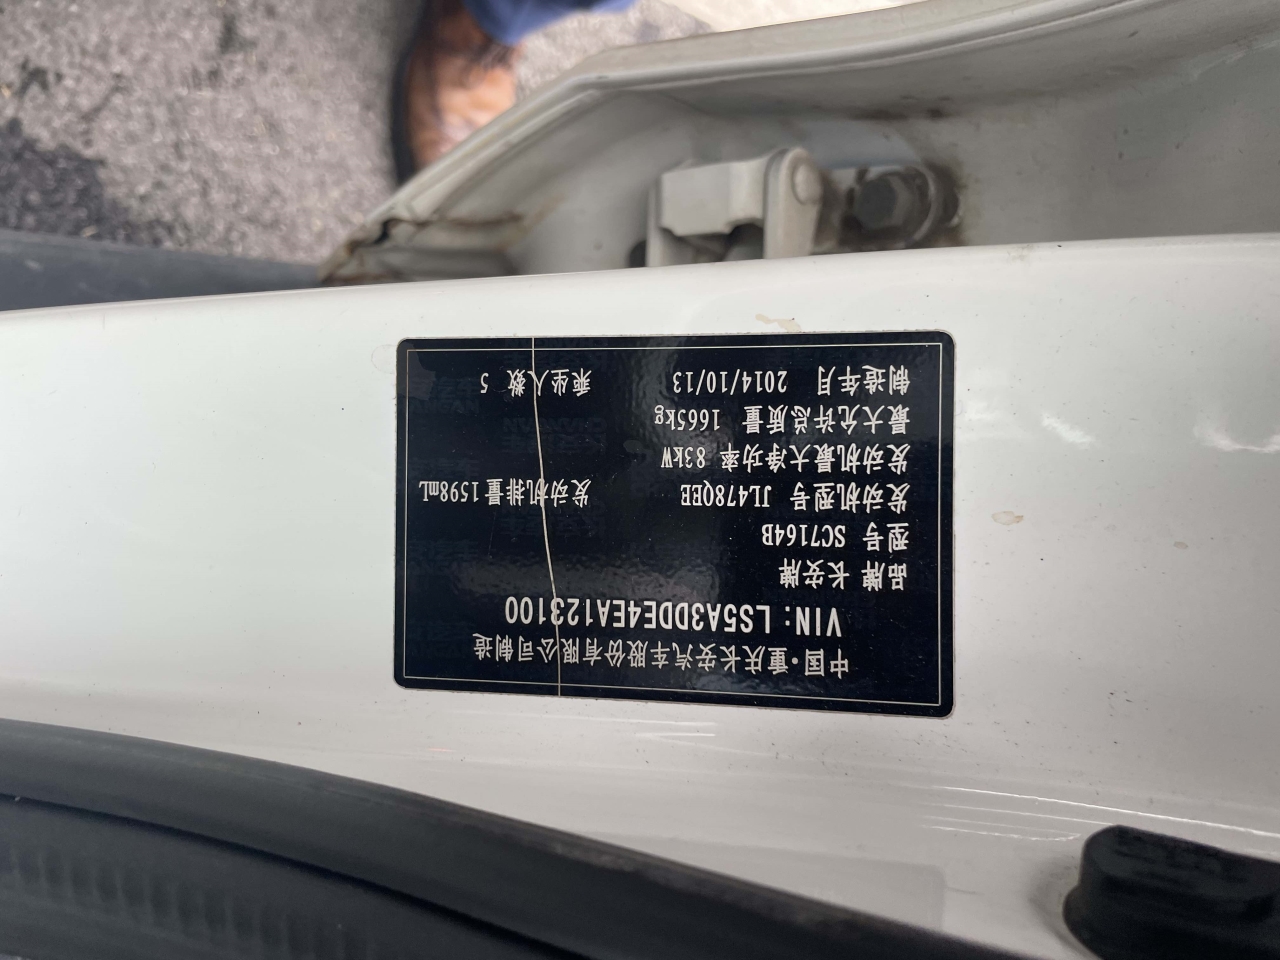 中国·重庆长安汽车股份有限公司制造
VIN: LS5A3DDE4EA123100
品牌 长安牌
型号 SC7164B
发动机型号 JL478QEE 发动机排量 1598mL
发动机最大净功率 83kW
最大允许总质量 1665kg
制造年月 2014/10/13 乘坐人数 5